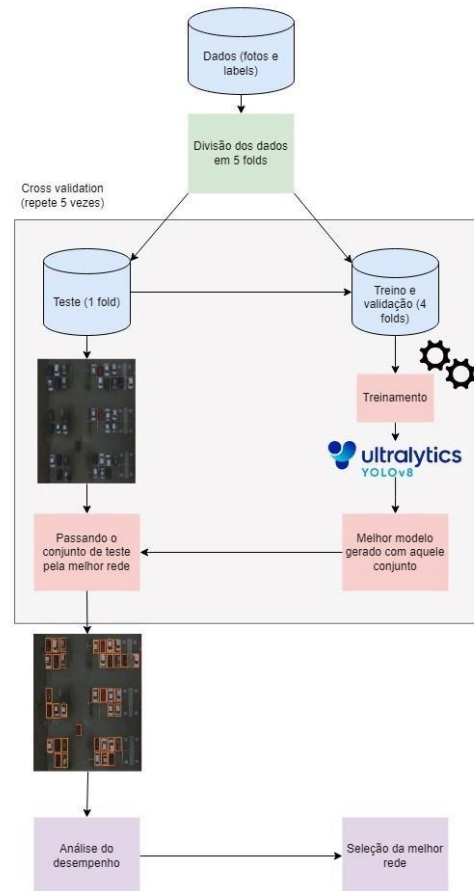 Dados (fotos e
labels)
Divisão dos dados
em 5 folds
Cross validation
(repete 5 vezes)
Teste (1 fold)
Treino e
validação (4
folds)
Treinamento
ultralytics
YOLOv8
Passando o
conjunto de teste
pela melhor rede
Melhor modelo
gerado com aquele
conjunto
Análise do
desempenho
Seleção da melhor
rede